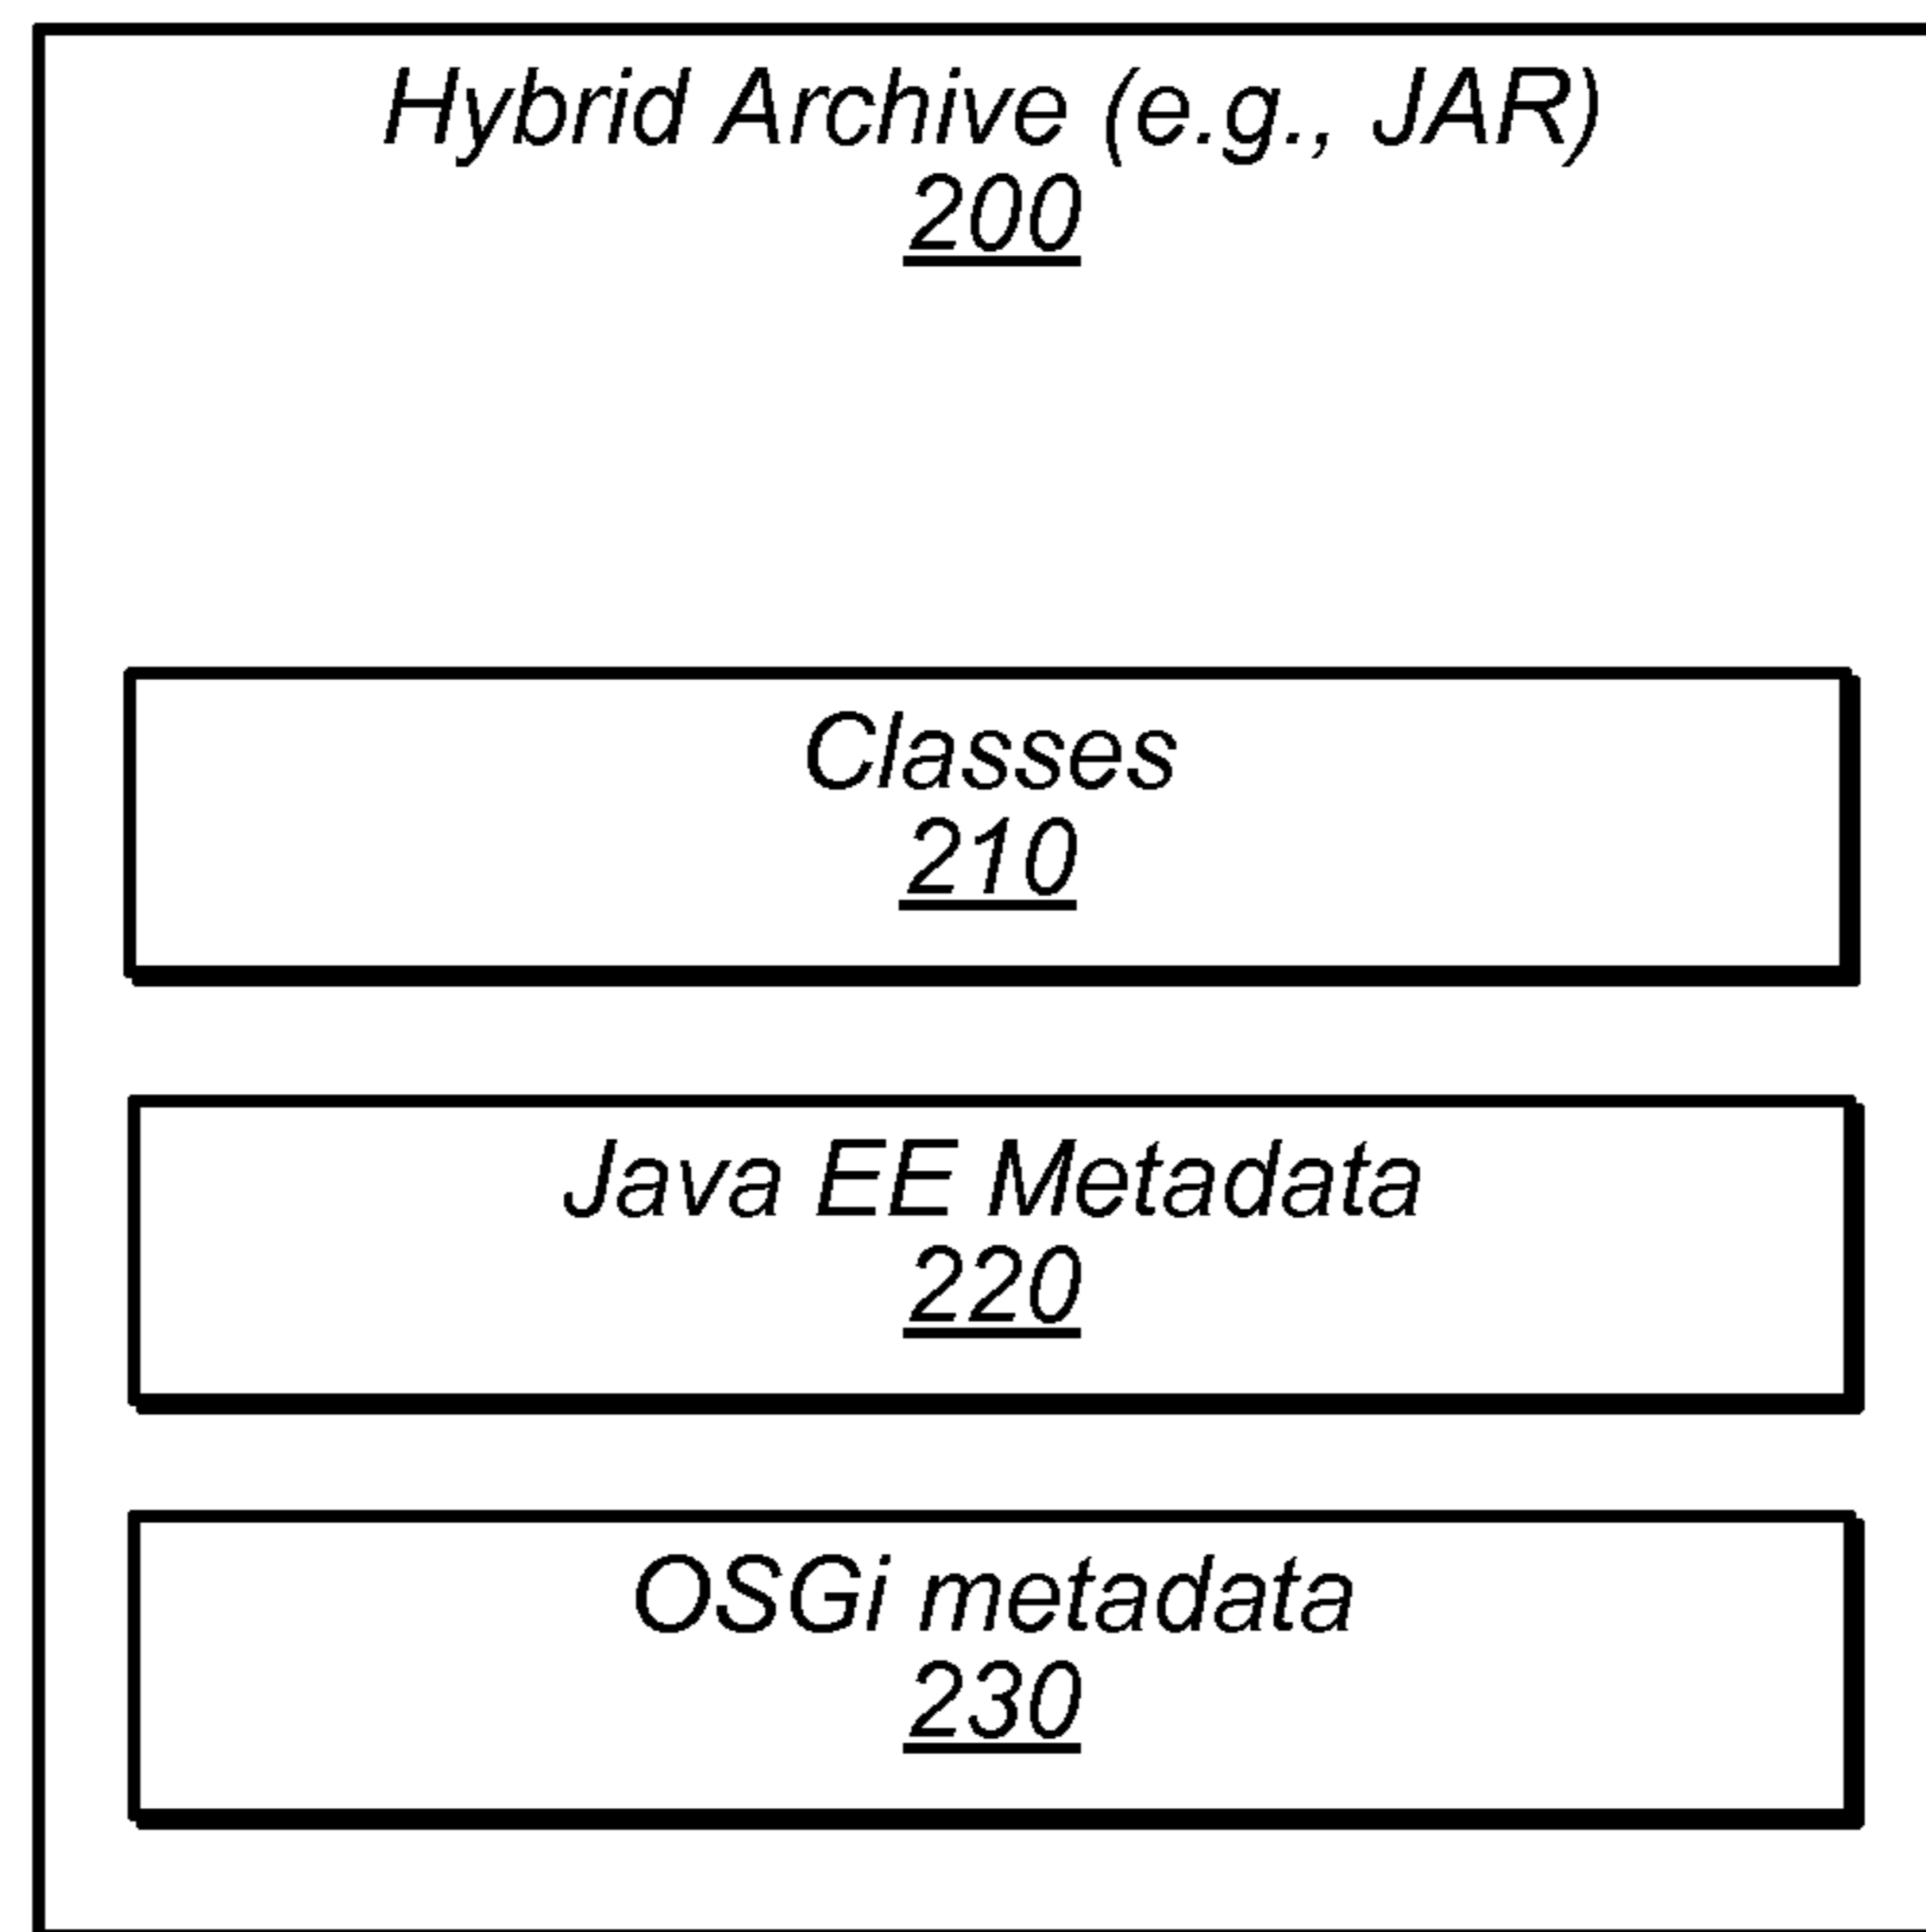 Hybrid Archive (e.g., JAR)
200
Classes
210
Java EE Metadata
220
OSGi metadata
230